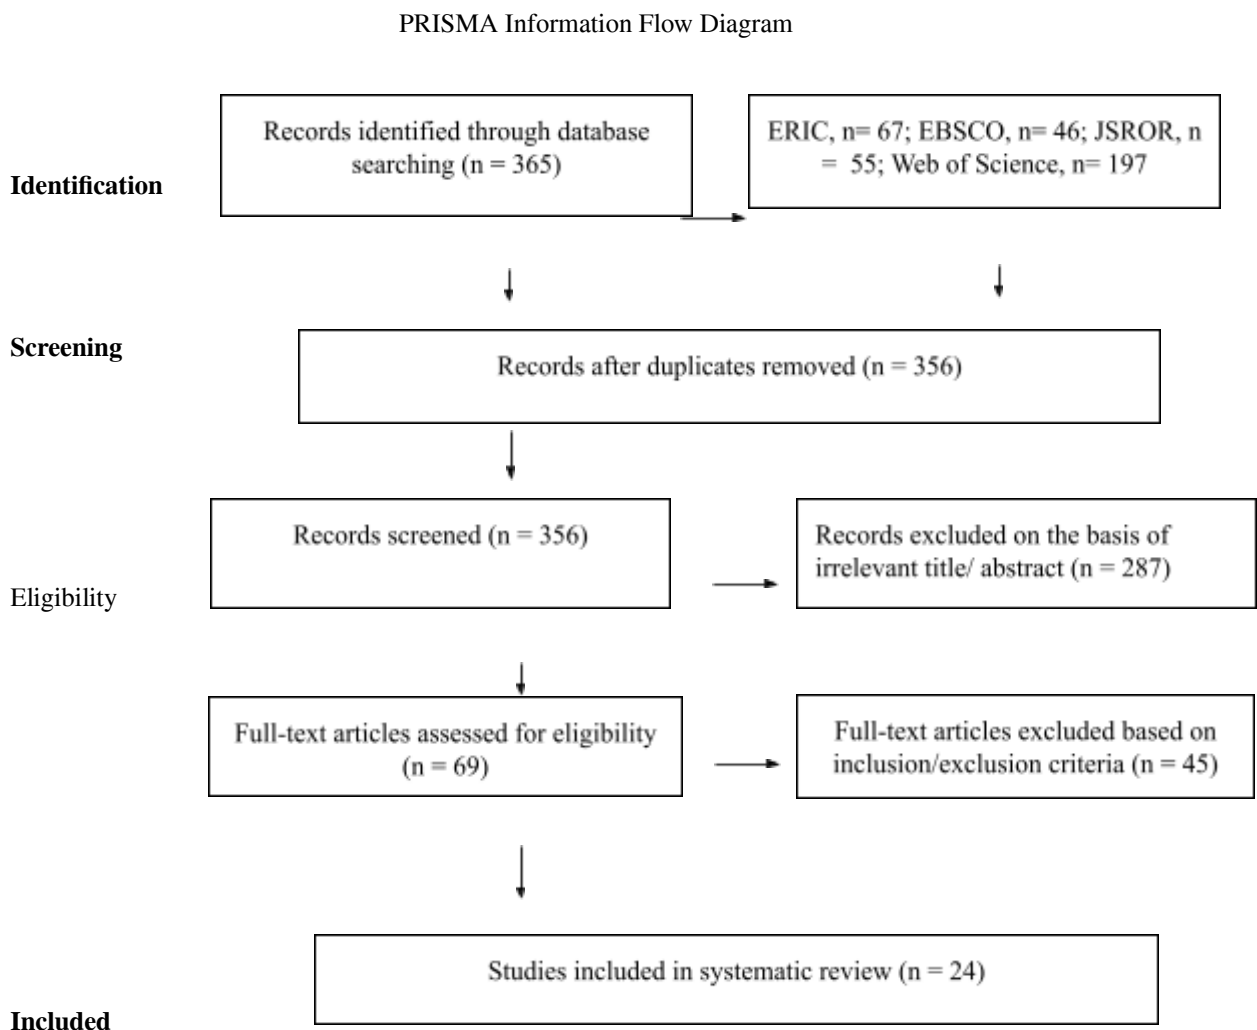 PRISMA Information Flow Diagram
Records identified through database
searching (n = 365)
ERIC, n= 67; EBSCO, n= 46; JSROR, n
= 55; Web of Science, n= 197
Identification
Screening
Records after duplicates removed (n = 356)
Records screened (n = 356)
Records excluded on the basis of
irrelevant title/ abstract (n = 287)
Eligibility
Full-text articles assessed for eligibility
(n = 69)
Full-text articles excluded based on
inclusion/exclusion criteria (n = 45)
Studies included in systematic review (n = 24)
Included